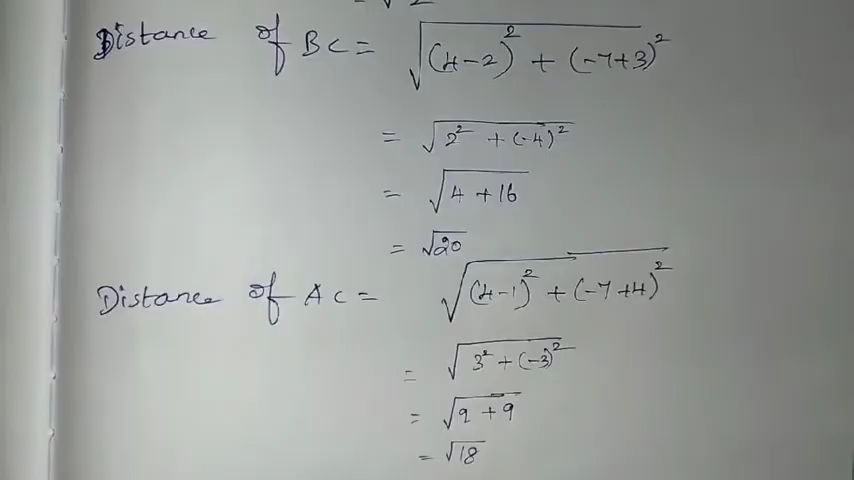 = √2
Distance of BC = √(4-2)² + (-7+3)²
= √2² + (-4)²
= √4 + 16
= √20
Distance of AC = √(4-1)² + (-7+4)²
= √3² + (-3)²
= √9 + 9
= √18